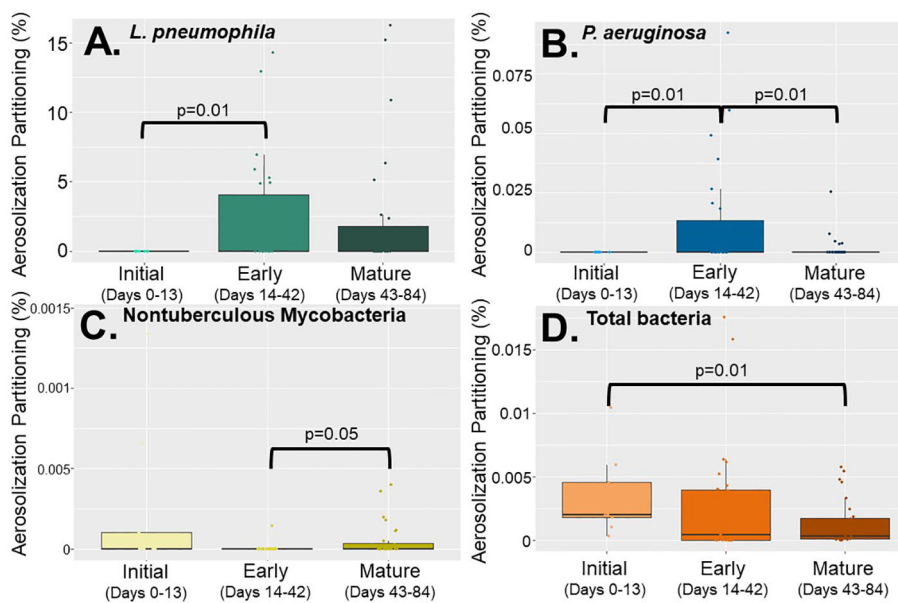 A. L. pneumophila
Aerosolization Partitioning (%)
15
10
5
0
p=0.01
Initial Early Mature
(Days 0-13) (Days 14-42) (Days 43-84)
B. P. aeruginosa
Aerosolization Partitioning (%)
0.075
0.05
0.025
0
p=0.01 p=0.01
Initial Early Mature
(Days 0-13) (Days 14-42) (Days 43-84)
C. Nontuberculous Mycobacteria
Aerosolization Partitioning (%)
0.0015
0.001
0.005
0
p=0.05
Initial Early Mature
(Days 0-13) (Days 14-42) (Days 43-84)
D. Total bacteria
Aerosolization Partitioning (%)
0.015
0.01
0.005
0
p=0.01
Initial Early Mature
(Days 0-13) (Days 14-42) (Days 43-84)